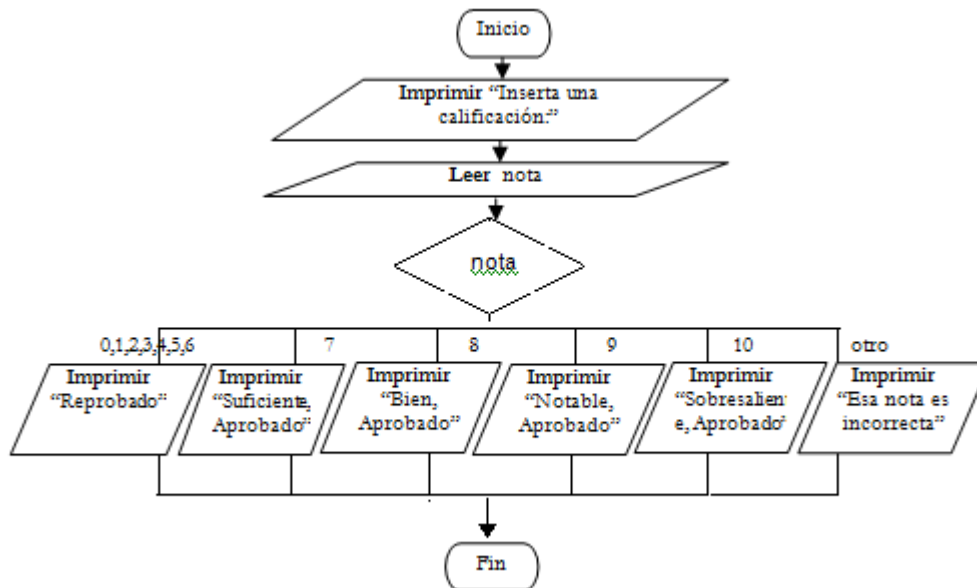 Inicio
Imprimir “Inserta una
calificación:”
Leer nota
nota
0,1,2,3,4,5,6
7
8
9
10
otro
Imprimir
“Reprobado”
Imprimir
“Suficiente,
Aprobado”
Imprimir
“Bien,
Aprobado”
Imprimir
“Notable,
Aprobado”
Imprimir
“Sobresalient
e, Aprobado”
Imprimir
“Esa nota es
incorrecta”
Fin